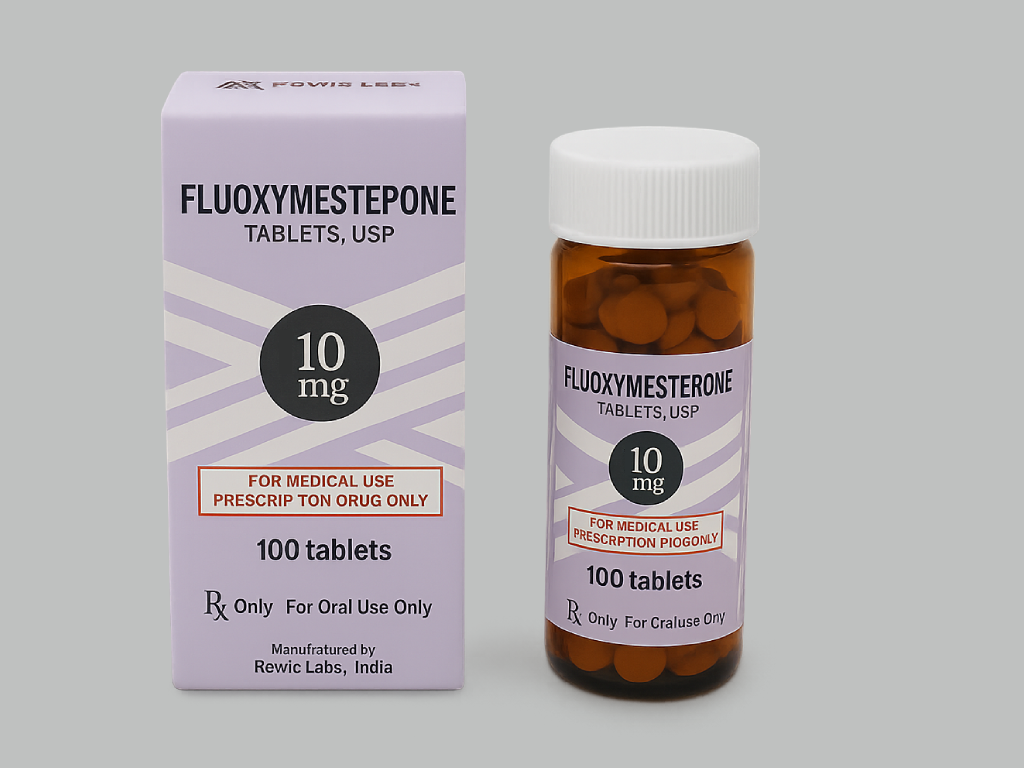 FLUOXYMESTEPONE
TABLETS, USP
10
mg
FOR MEDICAL USE
PRESCRIP TON ORUG ONLY
100 tablets
Rx Only For Oral Use Only
Manufratured by
Rewic Labs, India
FLUOXYMESTERONE
TABLETS, USP
10
mg
FOR MEDICAL USE
PRESCRPTION PIOGONLY
100 tablets
Rx Only For Craluse Ony